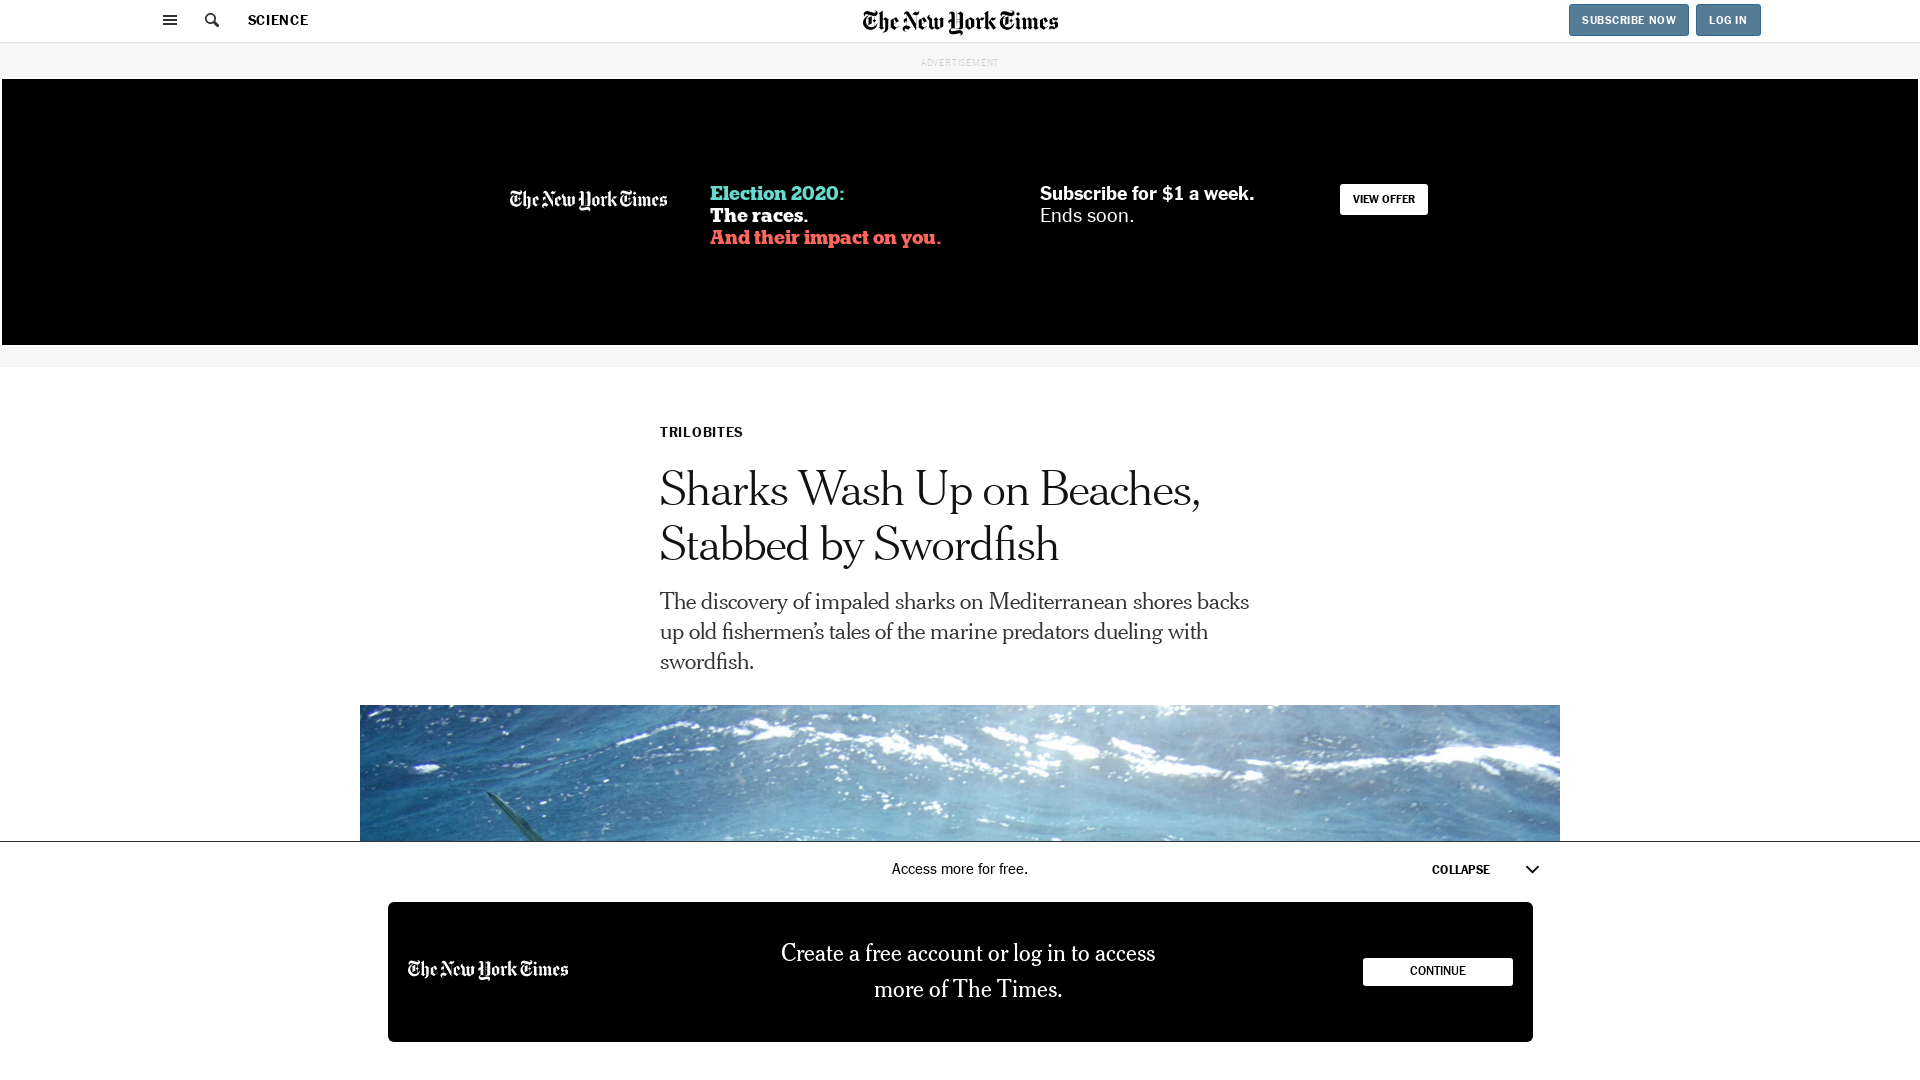 SCIENCE
The New York Times
SUBSCRIBE NOW
LOG IN
ADVERTISEMENT
The New York Times
Election 2020:
The races.
And their impact on you.
Subscribe for $1 a week.
Ends soon.
VIEW OFFER
TRILOBITES
Sharks Wash Up on Beaches,
Stabbed by Swordfish
The discovery of impaled sharks on Mediterranean shores backs
up old fishermen’s tales of the marine predators dueling with
swordfish.
Access more for free.
COLLAPSE
The New York Times
Create a free account or log in to access
more of The Times.
CONTINUE